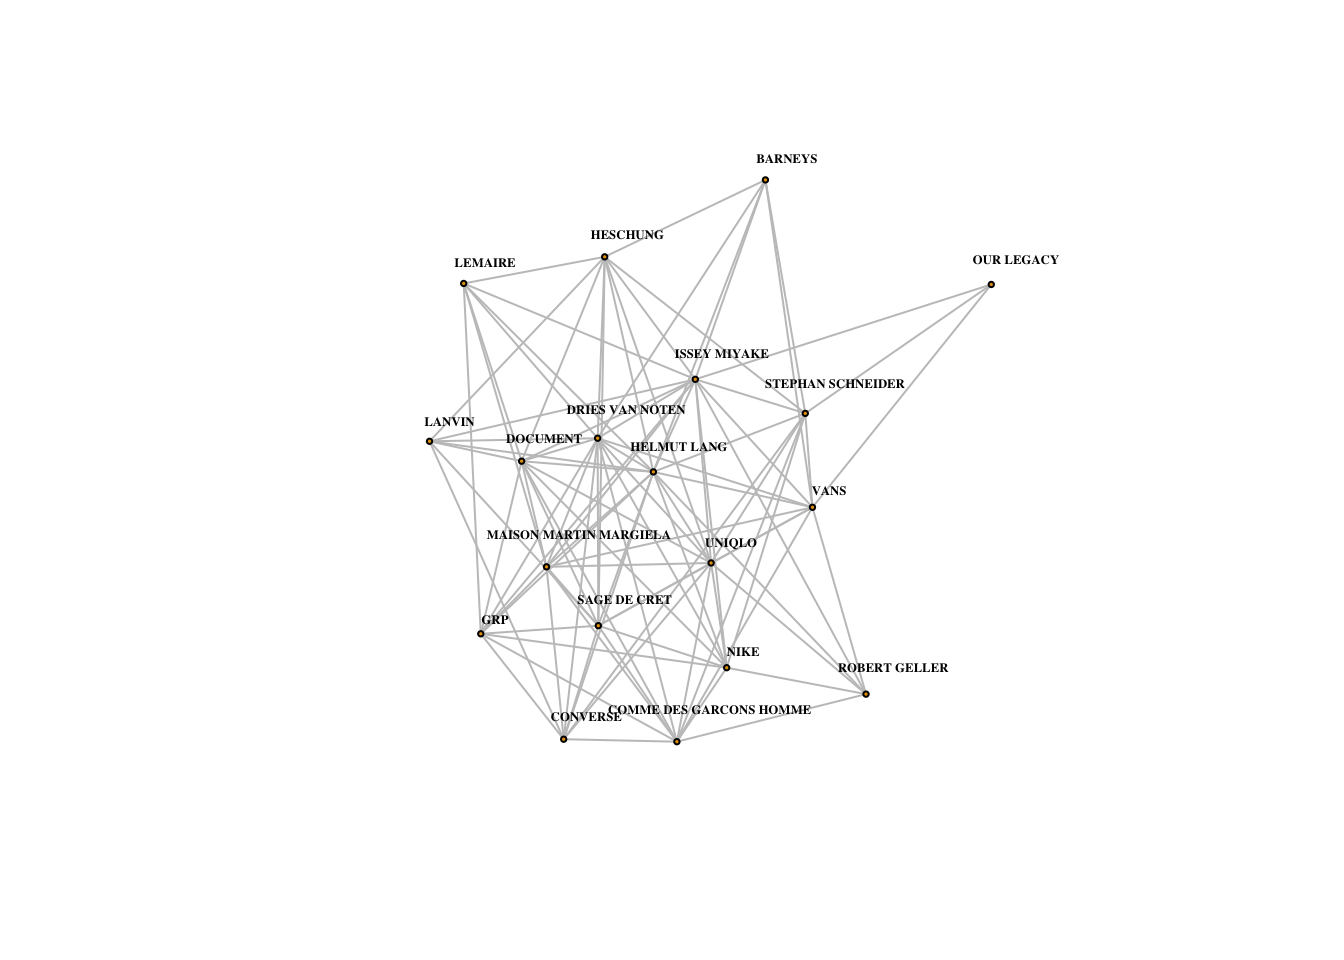 BARNEYS
HESCHUNG
OUR LEGACY
LEMAIRE
ISSEY MIYAKE
STEPHAN SCHNEIDER
DRIES VAN NOTEN
LANVIN
DOCUMENT
HELMUT LANG
VANS
MAISON MARTIN MARGIELA
UNIQLO
SAGE DE CRET
GRP
NIKE
ROBERT GELLER
COMME DES GARCONS HOMME
CONVERSE